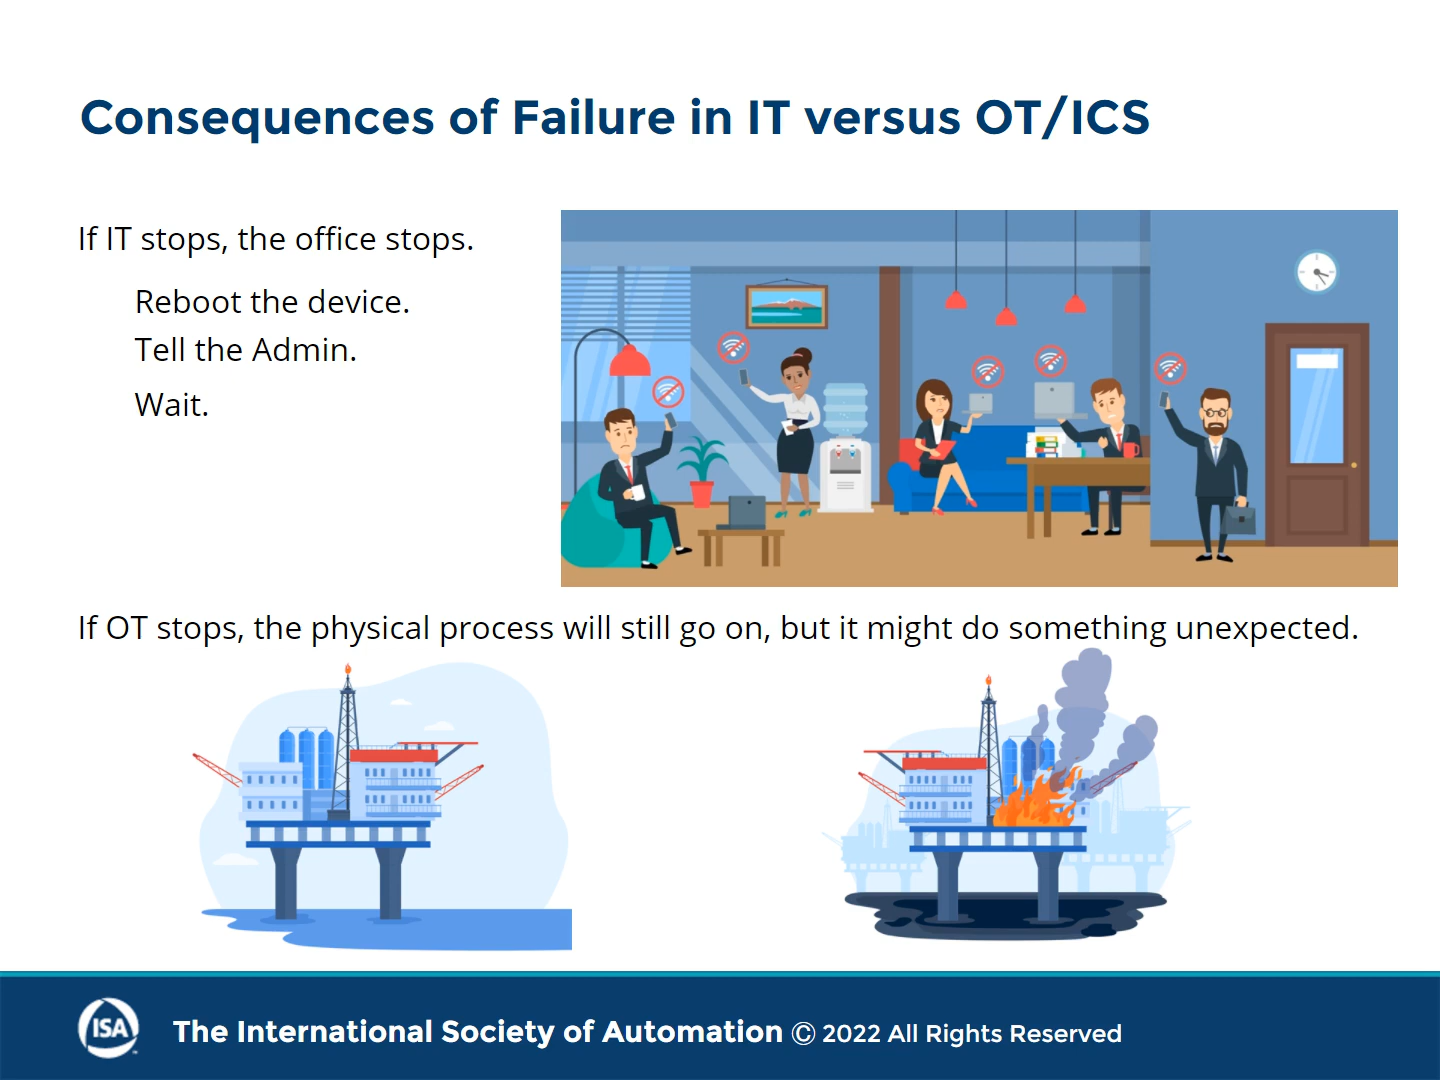 Consequences of Failure in IT versus OT/ICS
If IT stops, the office stops.
Reboot the device.
Tell the Admin.
Wait.
If OT stops, the physical process will still go on, but it might do something unexpected.
ISA
The International Society of Automation © 2022 All Rights Reserved